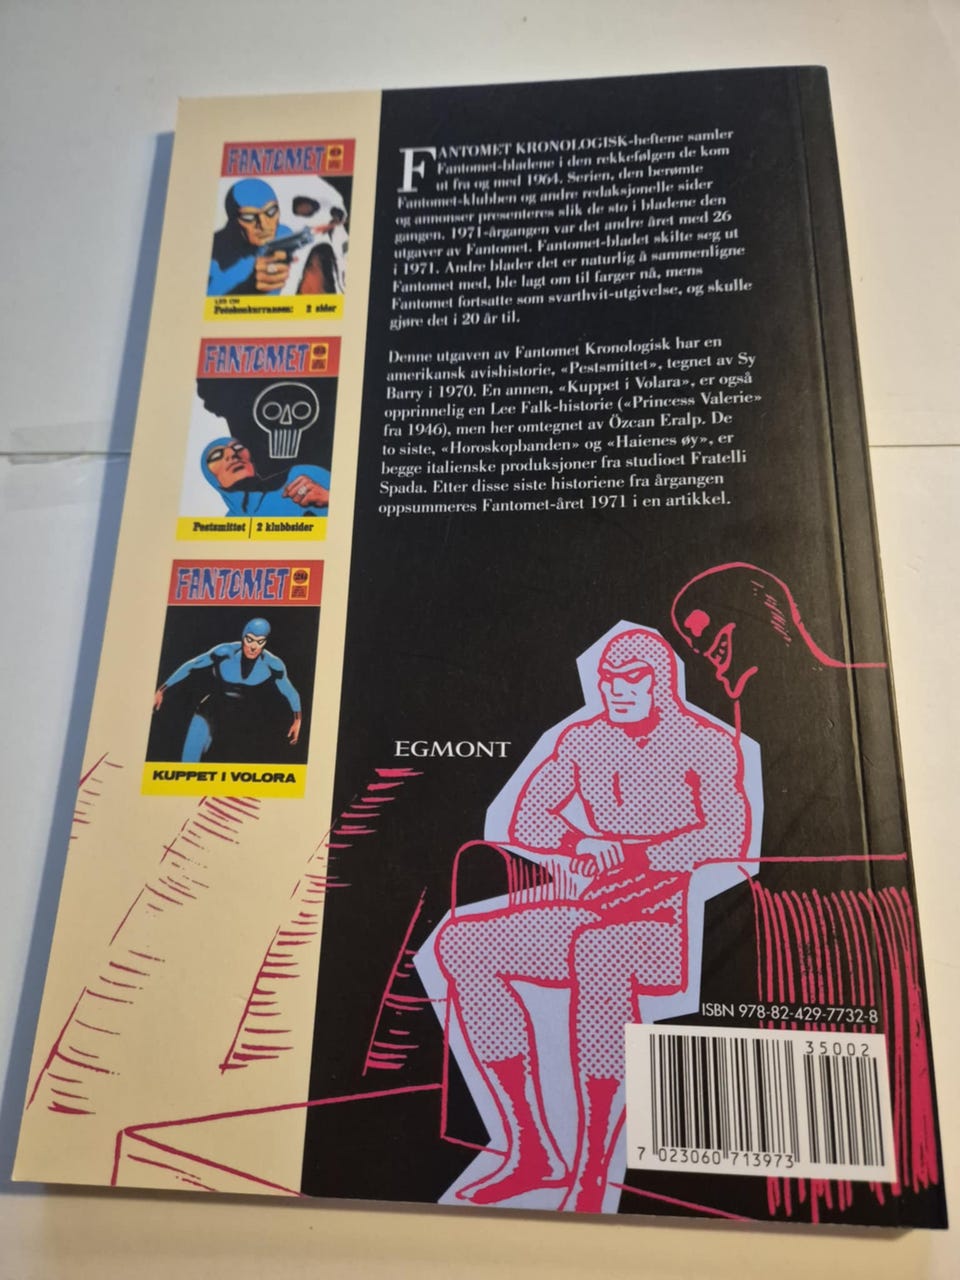 FANTOMET
LES OM
Fotokonkurransen: 2 sider
FANTOMET
Pestsmittet 2 klubbsider
FANTOMET
KUPPET I VOLORA
FANTOMET KRONOLOGISK-heftene samler
Fantomet-bladene i den rekkefølgen de kom
ut fra og med 1964. Serien, den berømte
Fantomet-klubben og andre redaksjonelle sider
og annonser presenteres slik de sto i bladene den
gangen. 1971-årgangen var det andre året med 26
utgaver av Fantomet. Fantomet-bladet skilte seg ut
i 1971. Andre blader det er naturlig å sammenligne
Fantomet med, ble lagt om til farger nå, mens
Fantomet fortsatte som svarthvit-utgivelse, og skulle
gjøre det i 20 år til.
Denne utgaven av Fantomet Kronologisk har en
amerikansk avishistorie, «Pestsmittet», tegnet av Sy
Barry i 1970. En annen, «Kuppet i Volara», er også
opprinnelig en Lee Falk-historie («Princess Valerie»
fra 1946), men her omtegnet av Özcan Eralp. De
to siste, «Horoskopbanden» og «Haienes øy», er
begge italienske produksjoner fra studioet Fratelli
Spada. Etter disse siste historiene fra årgangen
oppsummeres Fantomet-året 1971 i en artikkel.
EGMONT
ISBN 978-82-429-7732-8
35002
7 023060 713973